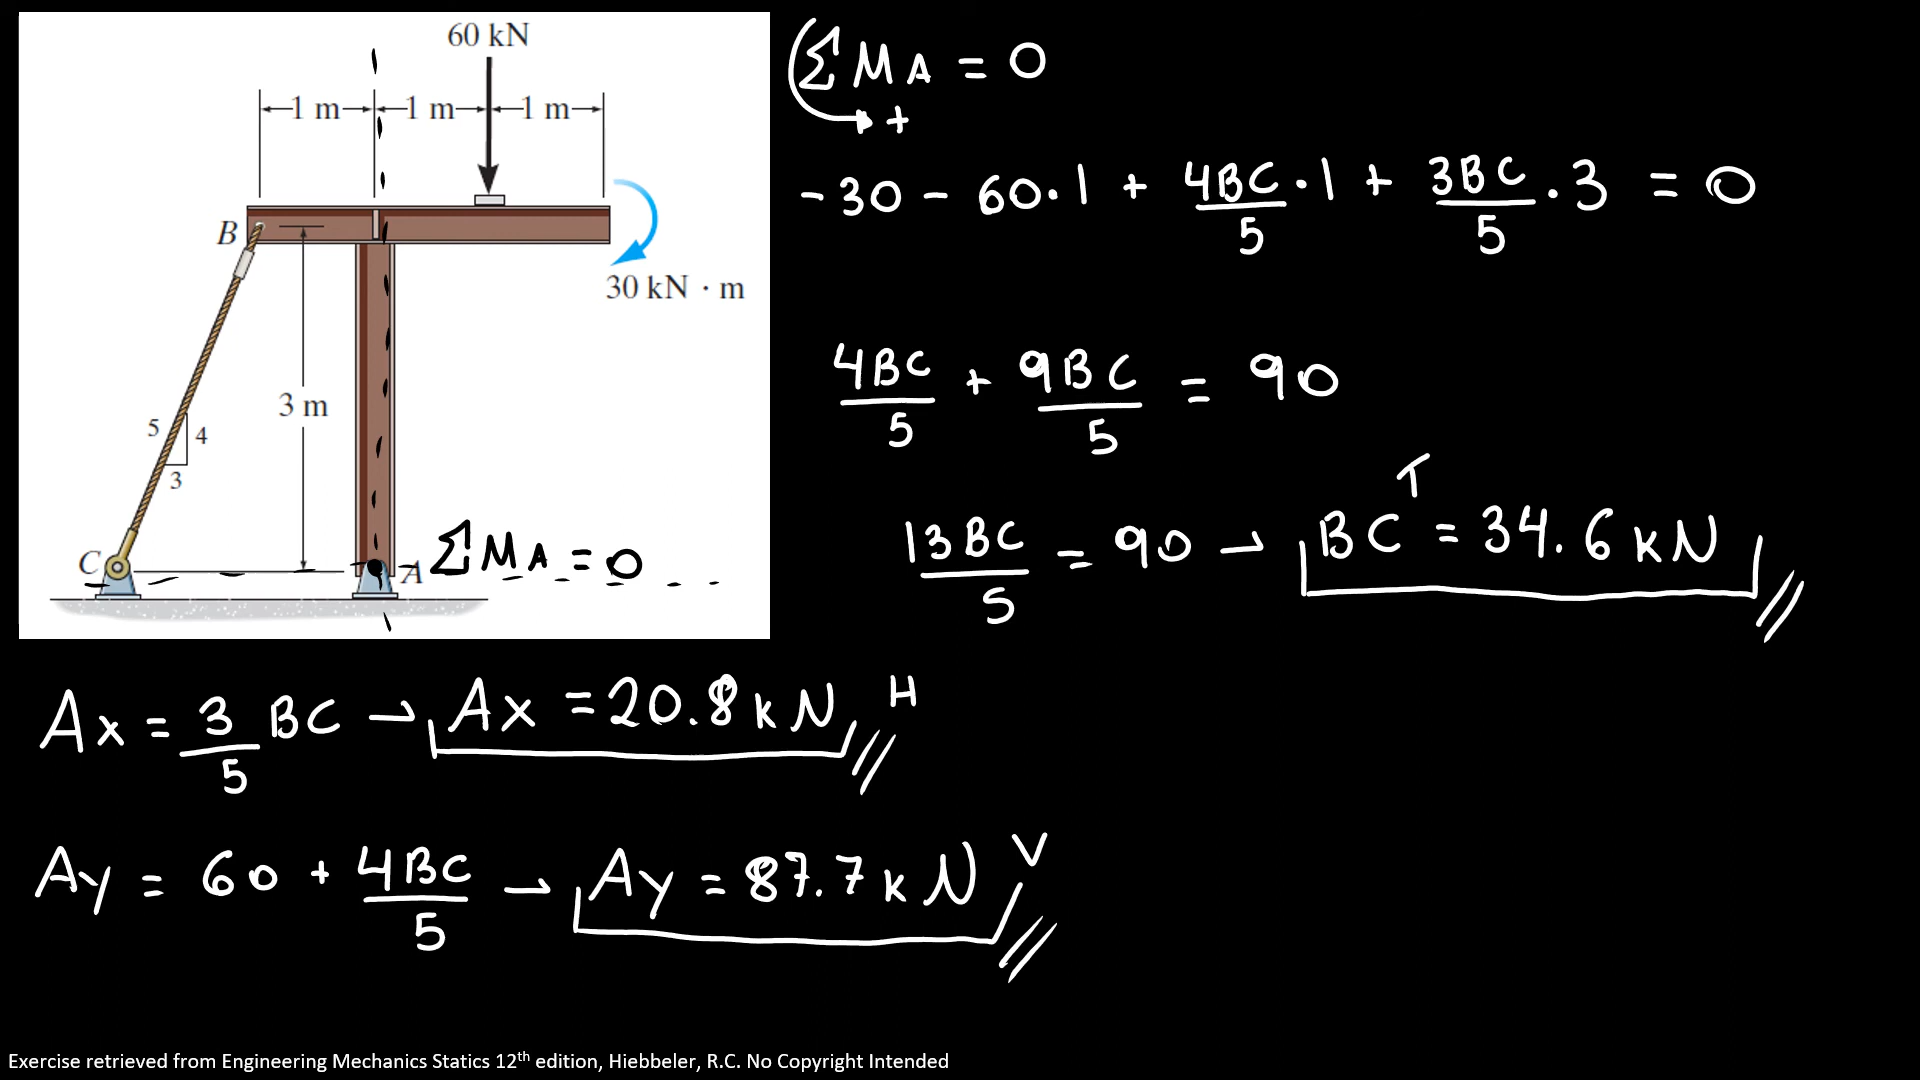 60 kN
1 m 1 m 1 m
B
30 kN · m
3 m
5 4
3
C A ΣMA = 0
ΣMA = 0
+
-30 - 60·1 + 4BC/5 ·1 + 3BC/5 ·3 = 0
4BC/5 + 9BC/5 = 90
13BC/5 = 90 → BC = 34.6 kN T
Ax = 3/5 BC → Ax = 20.8 kN H
Ay = 60 + 4BC/5 → Ay = 87.7 kN V
Exercise retrieved from Engineering Mechanics Statics 12th edition, Hiebbeler, R.C. No Copyright Intended